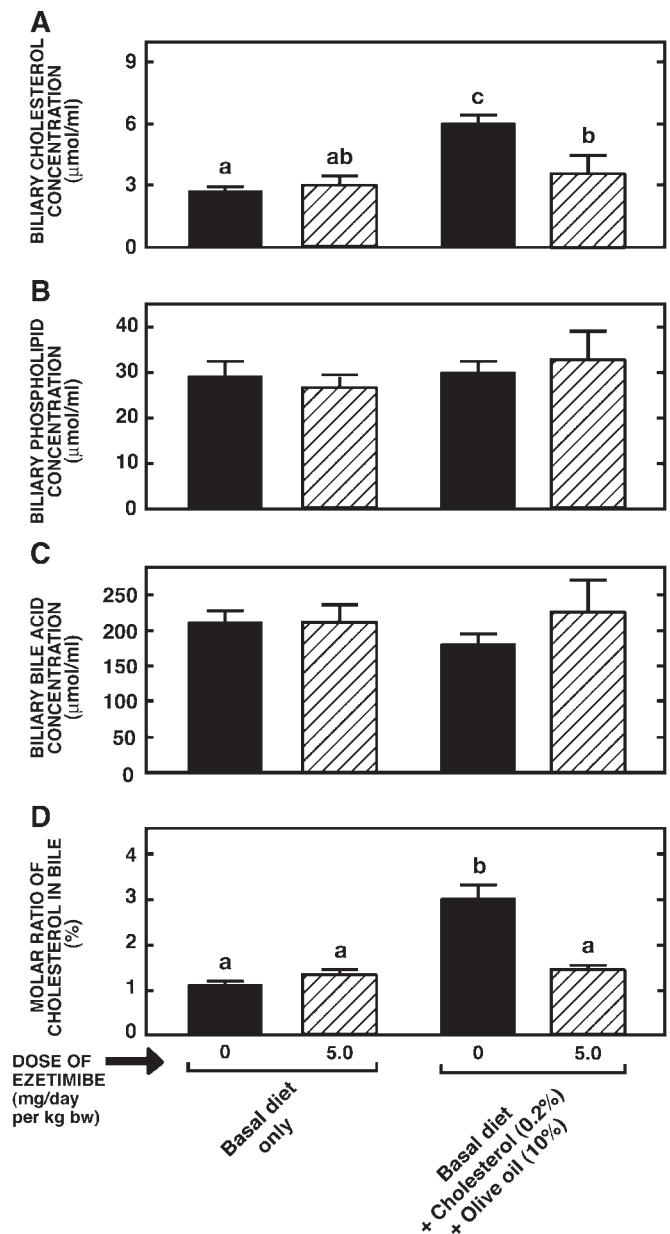 A
BILIARY CHOLESTEROL
CONCENTRATION
(μmol/ml)
9
6
3
0
a
ab
c
b
B
BILIARY PHOSPHOLIPID
CONCENTRATION
(μmol/ml)
40
30
20
10
0
C
BILIARY BILE ACID
CONCENTRATION
(μmol/ml)
250
200
150
100
50
0
D
MOLAR RATIO OF
CHOLESTEROL IN BILE
(%)
4
3
2
1
0
a
a
b
a
DOSE OF
EZETIMIBE
(mg/day
per kg bw)
0 5.0 0 5.0
Basal diet
only
Basal diet
+ Cholesterol (0.2%)
+ Olive oil (10%)